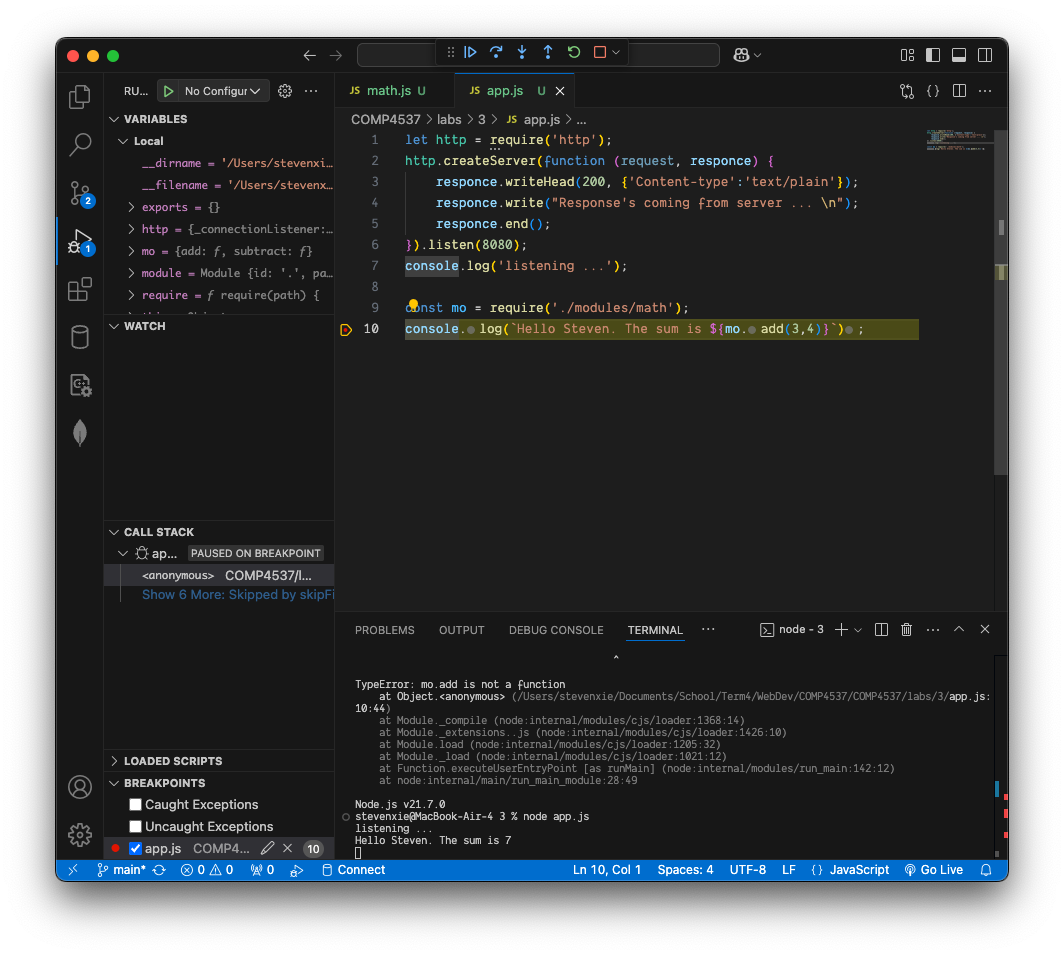 RU...
No Configur
JS math.js U
JS app.js U
COMP4537 > labs > 3 > JS app.js > ...
VARIABLES
Local
__dirname = '/Users/stevenxi...
__filename = '/Users/stevenx...
exports = {}
http = {_connectionListener:...
mo = {add: ƒ, subtract: ƒ}
module = Module {id: '.', pa...
require = ƒ require(path) {
WATCH
CALL STACK
ap... PAUSED ON BREAKPOINT
<anonymous> COMP4537/l...
Show 6 More: Skipped by skipFi
LOADED SCRIPTS
BREAKPOINTS
Caught Exceptions
Uncaught Exceptions
app.js COMP4... 10
2
1
1 let http = require('http');
2 http.createServer(function (request, responce) {
3 responce.writeHead(200, {'Content-type':'text/plain'});
4 responce.write("Response's coming from server ... \n");
5 responce.end();
6 }).listen(8080);
7 console.log('listening ...');
8
9 const mo = require('./modules/math');
10 console.log(`Hello Steven. The sum is ${mo.add(3,4)}`);
PROBLEMS OUTPUT DEBUG CONSOLE TERMINAL ... node - 3
^
TypeError: mo.add is not a function
at Object.<anonymous> (/Users/stevenxie/Documents/School/Term4/WebDev/COMP4537/COMP4537/labs/3/app.js:
10:44)
at Module._compile (node:internal/modules/cjs/loader:1368:14)
at Module._extensions..js (node:internal/modules/cjs/loader:1426:10)
at Module.load (node:internal/modules/cjs/loader:1205:32)
at Module._load (node:internal/modules/cjs/loader:1021:12)
at Function.executeUserEntryPoint [as runMain] (node:internal/modules/run_main:142:12)
at node:internal/main/run_main_module:28:49
Node.js v21.7.0
stevenxie@MacBook-Air-4 3 % node app.js
listening ...
Hello Steven. The sum is 7
main* 0 0 0 Connect Ln 10, Col 1 Spaces: 4 UTF-8 LF {} JavaScript Go Live